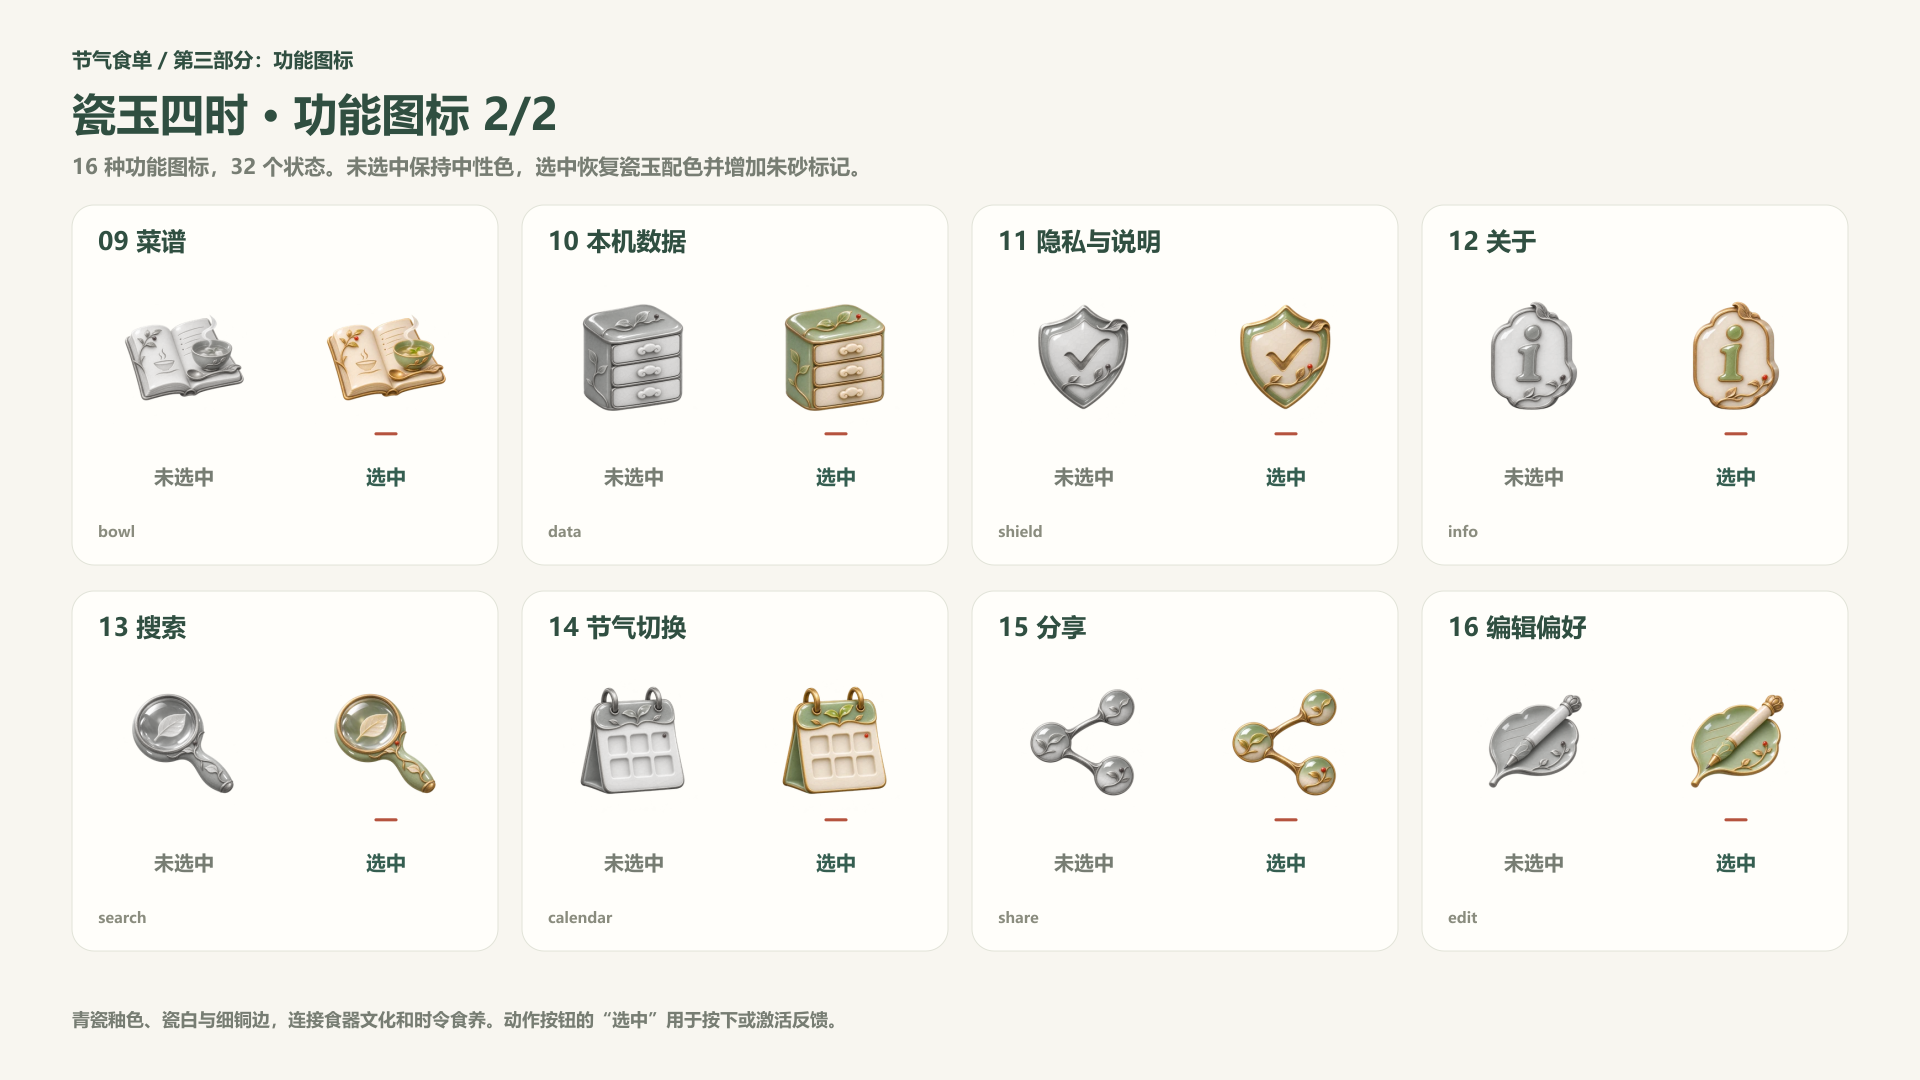 节气食单 / 第三部分：功能图标
瓷玉四时 · 功能图标 2/2
16 种功能图标，32 个状态。未选中保持中性色，选中恢复瓷玉配色并增加朱砂标记。
09 菜谱
未选中
选中
bowl
10 本机数据
未选中
选中
data
11 隐私与说明
未选中
选中
shield
12 关于
未选中
选中
info
13 搜索
未选中
选中
search
14 节气切换
未选中
选中
calendar
15 分享
未选中
选中
share
16 编辑偏好
未选中
选中
edit
青瓷釉色、瓷白与细铜边，连接食器文化和时令食养。动作按钮的“选中”用于按下或激活反馈。